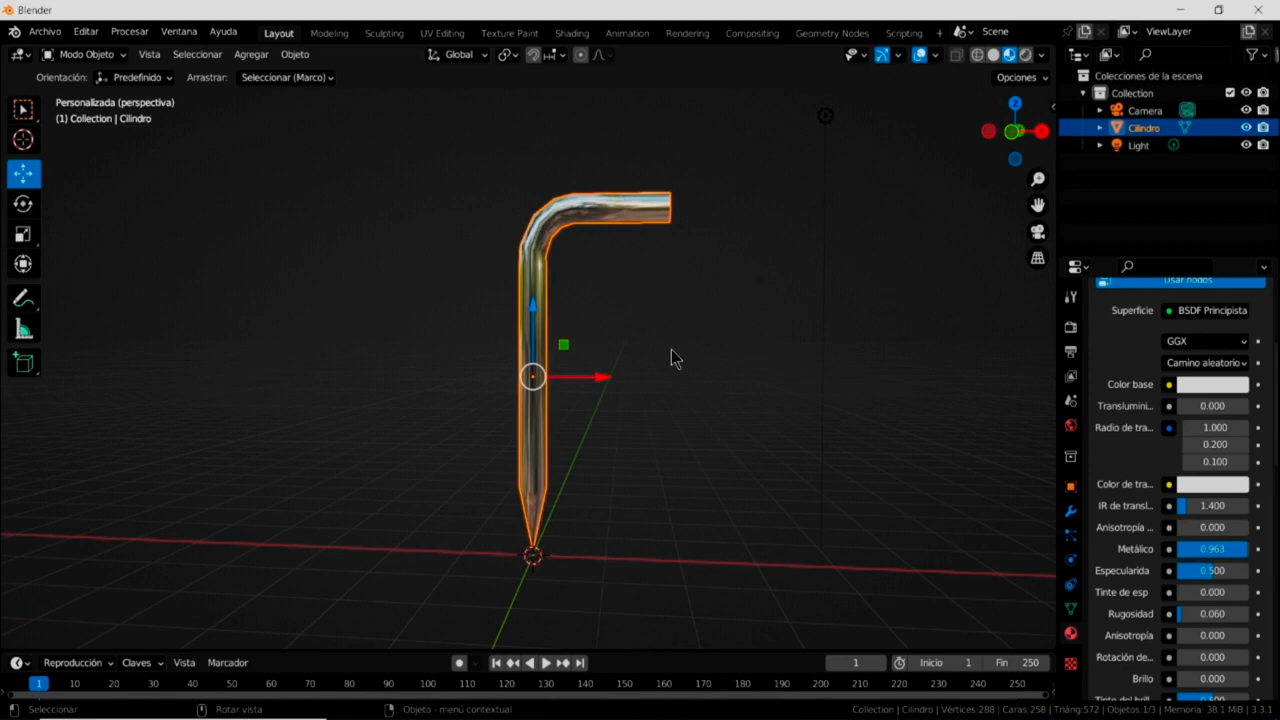 Blender
Archivo Editar Procesar Ventana Ayuda Layout Modeling Sculpting UV Editing Texture Paint Shading Animation Rendering Compositing Geometry Nodes Scripting + Scene ViewLayer
Modo Objeto Vista Seleccionar Agregar Objeto Global
Orientación: Predefinido Arrastrar: Seleccionar (Marco) Opciones
Personalizada (perspectiva)
(1) Collection | Cilindro
Z
Colecciones de la escena
Collection
Camera
Cilindro
Light
Usar nodos
Superficie BSDF Principista
GGX
Camino aleatorio
Color base
Translumini... 0.000
Radio de tra... 1.000
0.200
0.100
Color de tra...
IR de transl... 1.400
Anisotropía ... 0.000
Metálico 0.963
Especularida 0.500
Tinte de esp 0.000
Rugosidad 0.060
Anisotropía 0.000
Rotación de... 0.000
Brillo 0.000
Reproducción Claves Vista Marcador 1 Inicio 1 Fin 250
1 10 20 30 40 50 60 70 80 90 100 110 120 130 140 150 160 170 180 190 200 210 220 230 240 250
Seleccionar Rotar vista Objeto - menú contextual Collection | Cilindro | Vértices:288 | Caras:258 | Triáng:572 | Objetos:1/3 | Memoria: 38.1 MiB | 3.3.1